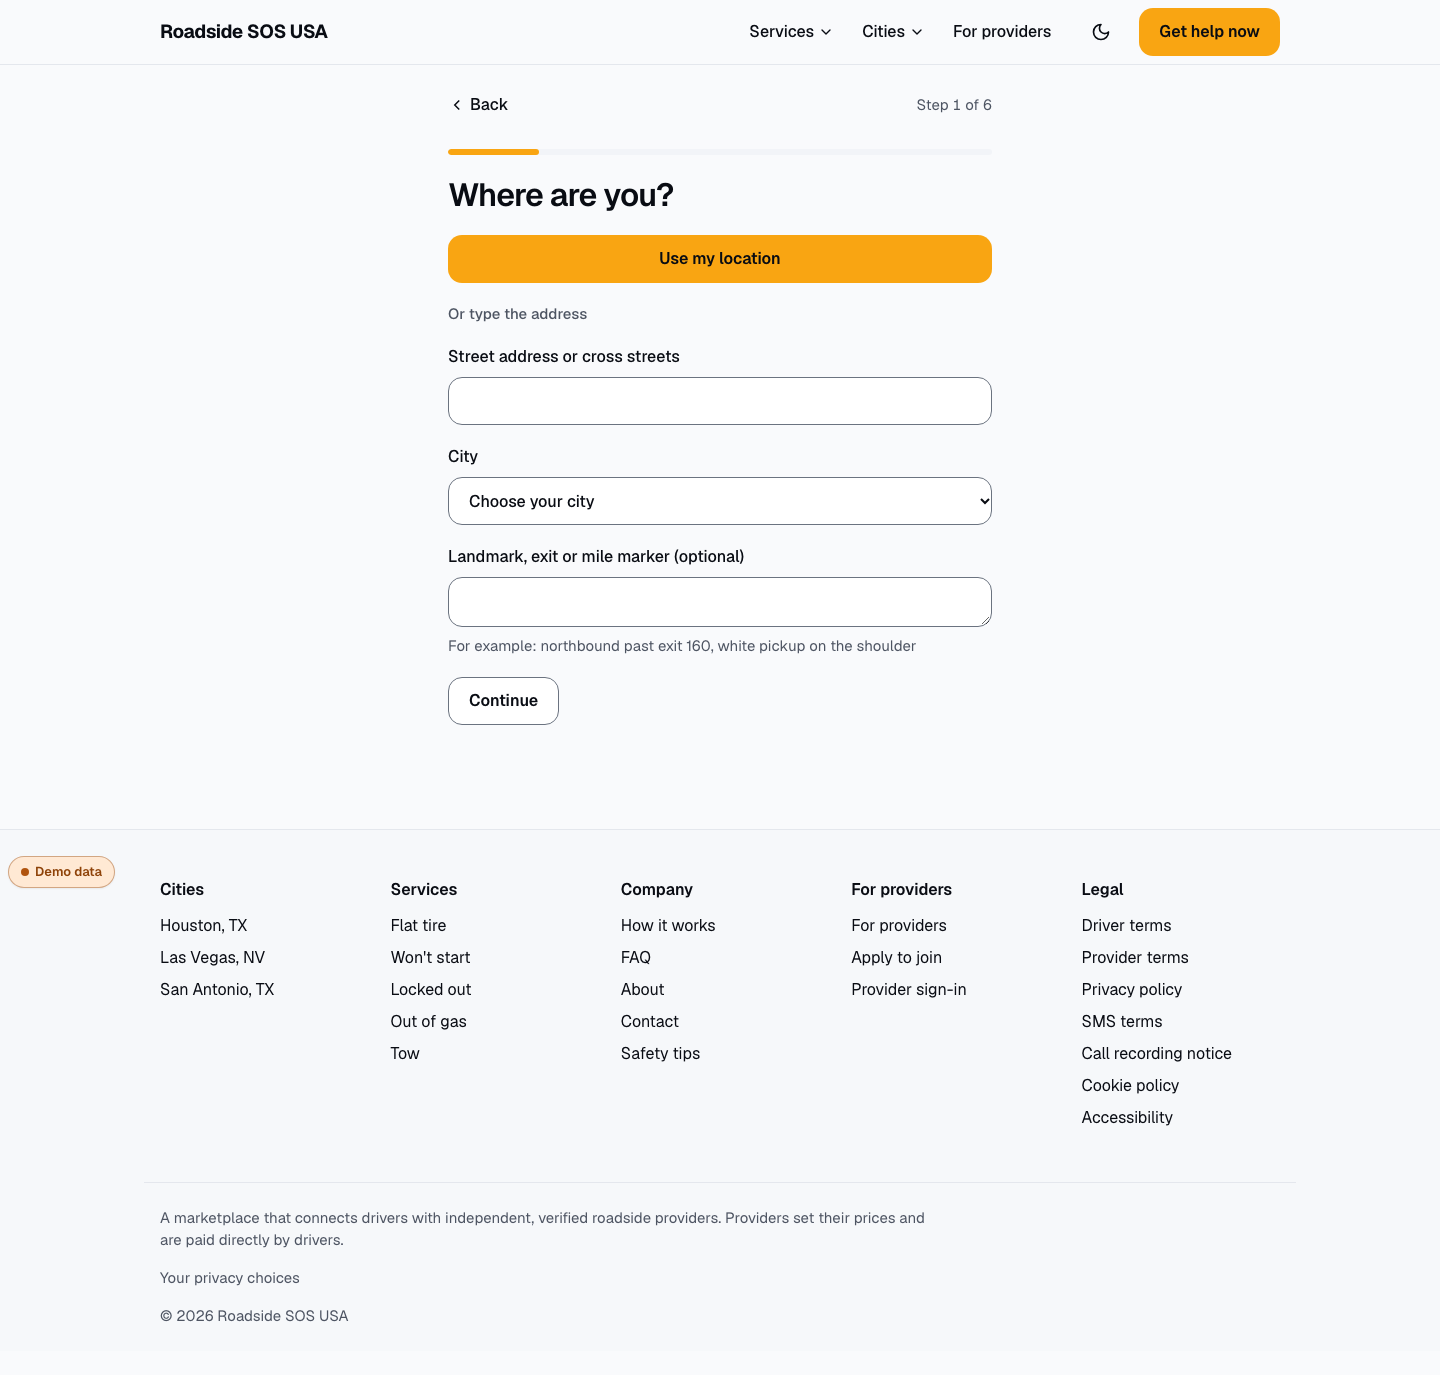 Roadside SOS USA
Services
Cities
For providers
Get help now
Back
Step 1 of 6
Where are you?
Use my location
Or type the address
Street address or cross streets
City
Choose your city
Landmark, exit or mile marker (optional)
For example: northbound past exit 160, white pickup on the shoulder
Continue
Demo data
Cities
Houston, TX
Las Vegas, NV
San Antonio, TX
Services
Flat tire
Won't start
Locked out
Out of gas
Tow
Company
How it works
FAQ
About
Contact
Safety tips
For providers
For providers
Apply to join
Provider sign-in
Legal
Driver terms
Provider terms
Privacy policy
SMS terms
Call recording notice
Cookie policy
Accessibility
A marketplace that connects drivers with independent, verified roadside providers. Providers set their prices and
are paid directly by drivers.
Your privacy choices
© 2026 Roadside SOS USA